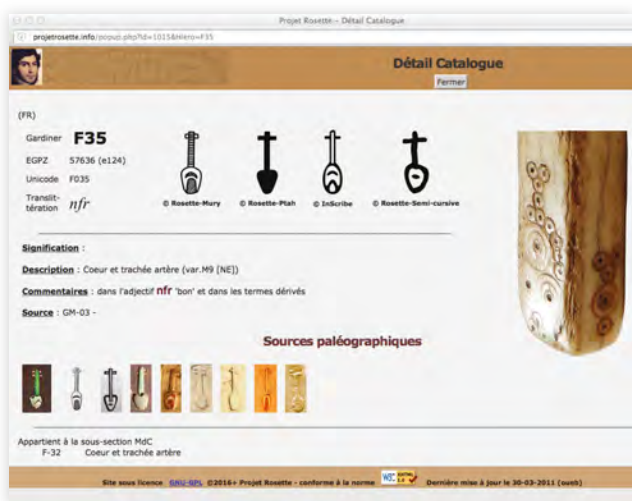 Projet Rosette – Détail Catalogue
projetrosette.info/popup.php?Id=1015&Hiero=F35
Détail Catalogue
Fermer
(FR)
Gardiner F35
EGPZ 57636 (e124)
Unicode F035
Translit-
tération nfr
© Rosette-Mury © Rosette-Ptah © InScribe © Rosette-Semi-cursive
Signification :
Description : Coeur et trachée artère (var.M9 [NE])
Commentaires : dans l'adjectif nfr 'bon' et dans les termes dérivés
Source : GM-03 -
Sources paléographiques
Appartient à la sous-section MdC
F-32 Coeur et trachée artère
Site sous licence GNU-GPL ©2016+ Projet Rosette - conforme à la norme W3C Dernière mise à jour le 30-03-2011 (oueb)